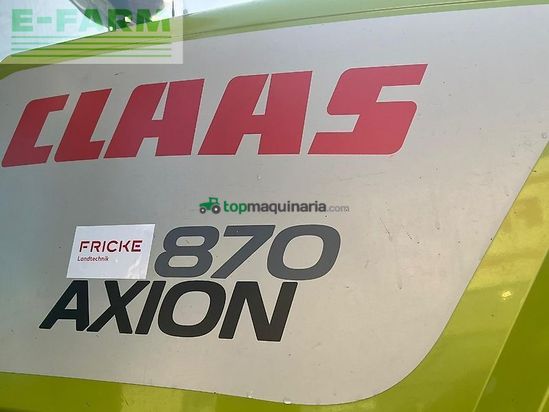 E-FARM
CLAAS
topmaquinaria.com
FRICKE
Landtechnik
870
AXION